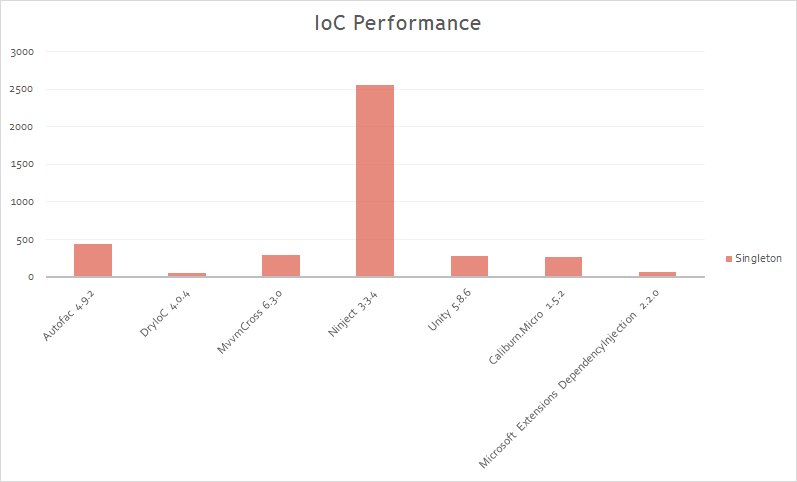 IoC Performance
3000
2500
2000
1500
1000
500
0
Singleton
Autofac 4.9.2
DryIoC 4.0.4
MvvmCross 6.3.0
Ninject 3.3.4
Unity 5.8.6
Caliburn.Micro 1.5.2
Microsoft Extensions DependencyInjection 2.2.0